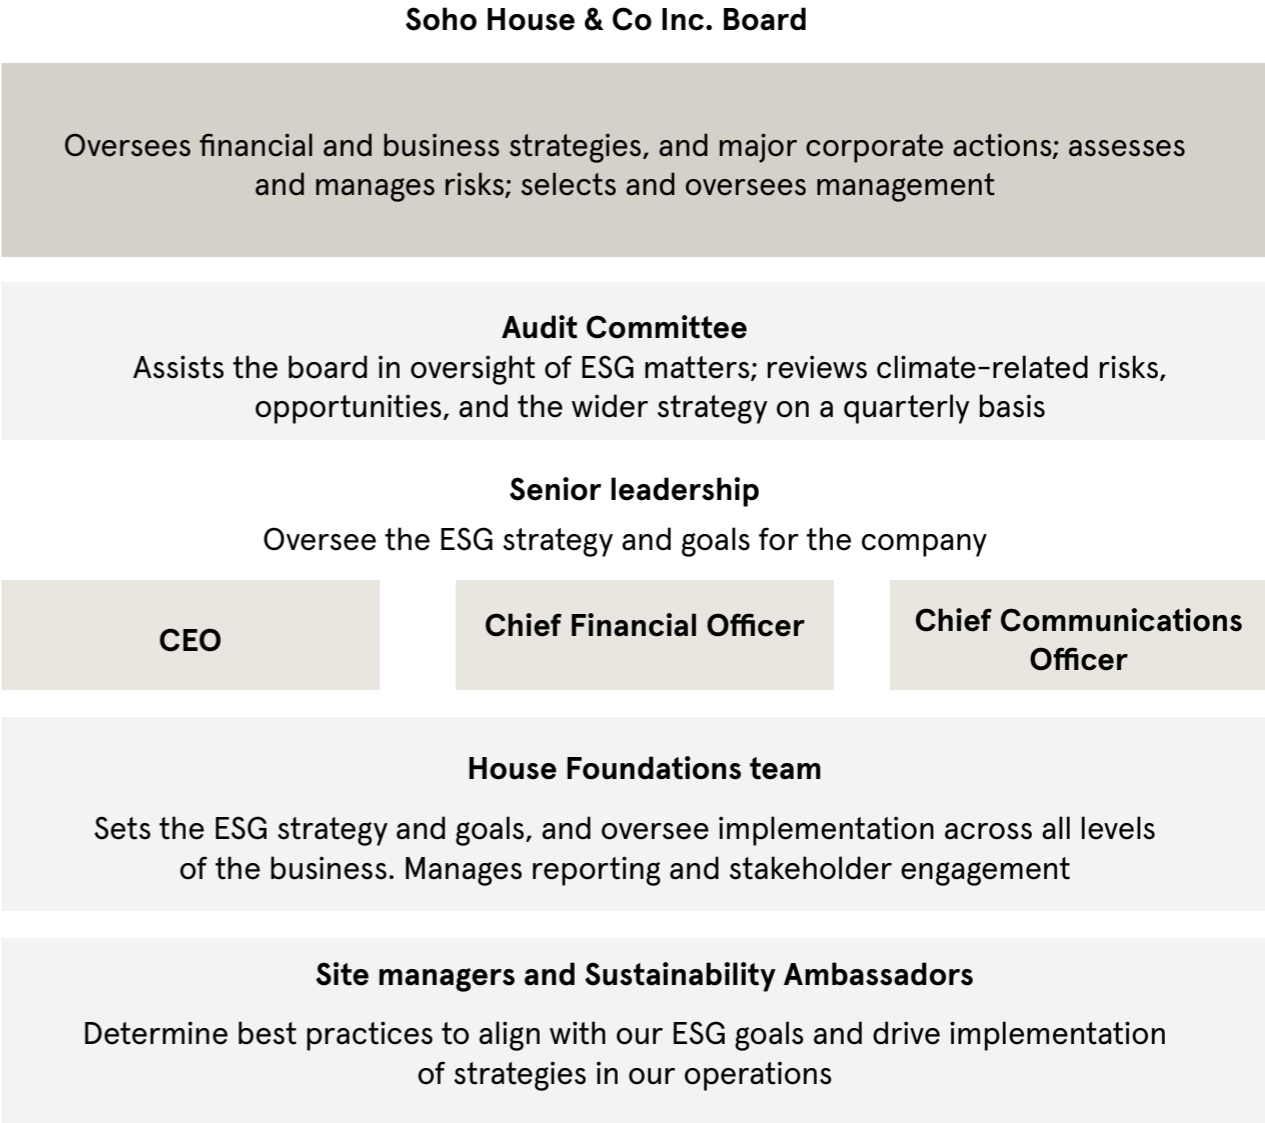 Soho House & Co Inc. Board
Oversees financial and business strategies, and major corporate actions; assesses
and manages risks; selects and oversees management
Audit Committee
Assists the board in oversight of ESG matters; reviews climate-related risks,
opportunities, and the wider strategy on a quarterly basis
Senior leadership
Oversee the ESG strategy and goals for the company
CEO
Chief Financial Officer
Chief Communications
Officer
House Foundations team
Sets the ESG strategy and goals, and oversee implementation across all levels
of the business. Manages reporting and stakeholder engagement
Site managers and Sustainability Ambassadors
Determine best practices to align with our ESG goals and drive implementation
of strategies in our operations